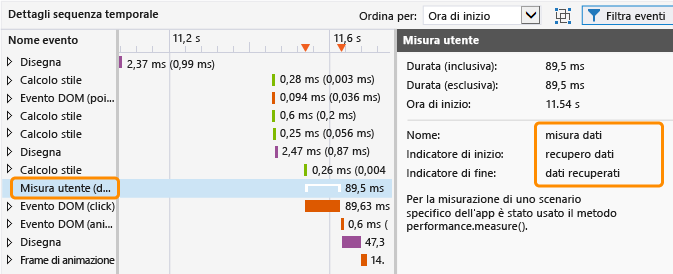 Dettagli sequenza temporale
Ordina per:
Ora di inizio
Filtra eventi
Nome evento
11,2 s
11,6 s
Disegna
2,37 ms (0,99 ms)
Calcolo stile
0,28 ms (0,003 ms)
Evento DOM (poi...
0,094 ms (0,036 ms)
Calcolo stile
0,6 ms (0,2 ms)
Calcolo stile
0,25 ms (0,056 ms)
Disegna
2,47 ms (0,87 ms)
Calcolo stile
0,26 ms (0,004
Misura utente (d...
89,5 ms
Evento DOM (click)
89,63 ms (
Evento DOM (ani...
0,6 ms (
Disegna
47,3
Frame di animazione
14.
Misura utente
Durata (inclusiva):
89,5 ms
Durata (esclusiva):
89,5 ms
Ora di inizio:
11.54 s
Nome:
misura dati
Indicatore di inizio:
recupero dati
Indicatore di fine:
dati recuperati
Per la misurazione di uno scenario
specifico dell'app è stato usato il metodo
performance.measure().